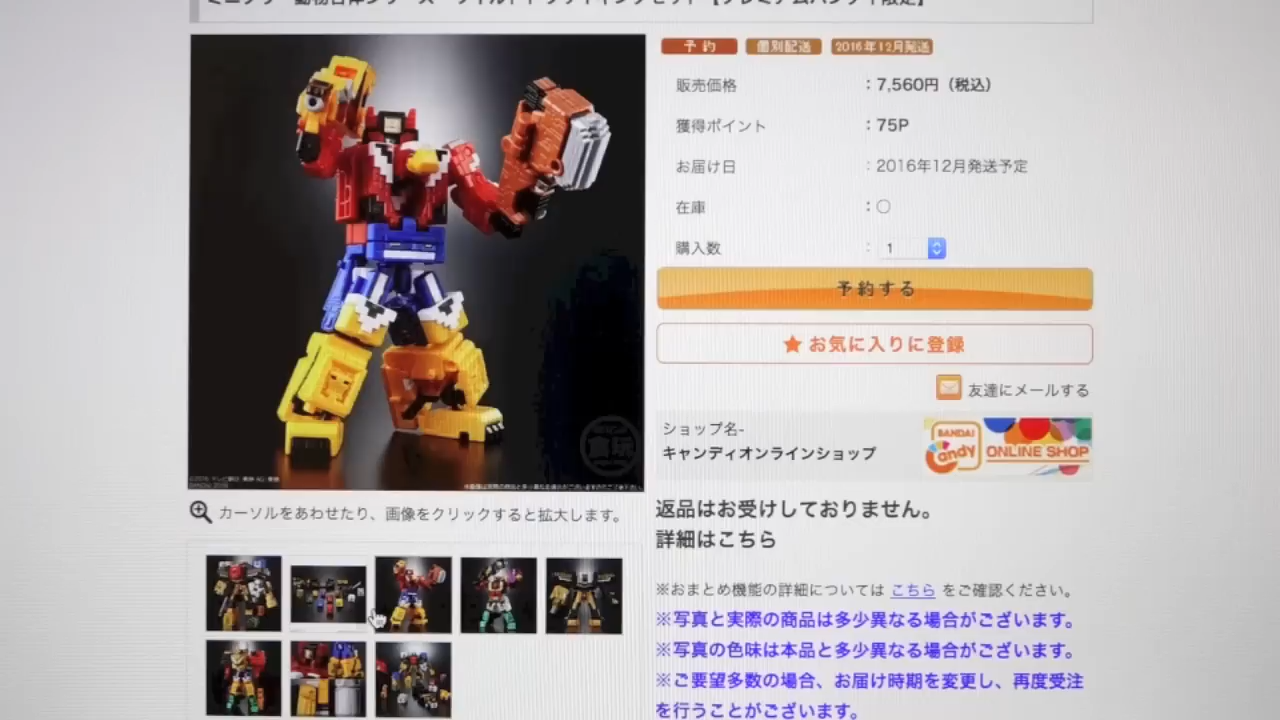 予約 個別配送 2016年12月発送
販売価格 : 7,560円（税込）
獲得ポイント : 75P
お届け日 : 2016年12月発送予定
在庫 : ○
購入数 : 1
予約する
★ お気に入りに登録
友達にメールする
ショップ名-
キャンディオンラインショップ
BANDAI Candy ONLINE SHOP
返品はお受けしておりません。
詳細はこちら
カーソルをあわせたり、画像をクリックすると拡大します。
※おまとめ機能の詳細については こちら をご確認ください。
※写真と実際の商品は多少異なる場合がございます。
※写真の色味は本品と多少異なる場合がございます。
※ご要望多数の場合、お届け時期を変更し、再度受注
を行うことがございます。